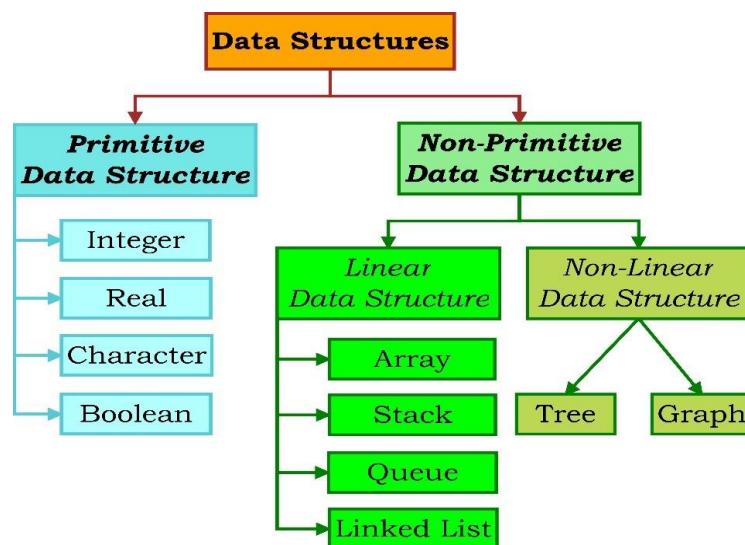 Data Structures
Primitive
Data Structure
Integer
Real
Character
Boolean
Non-Primitive
Data Structure
Linear
Data Structure
Array
Stack
Queue
Linked List
Non-Linear
Data Structure
Tree
Graph